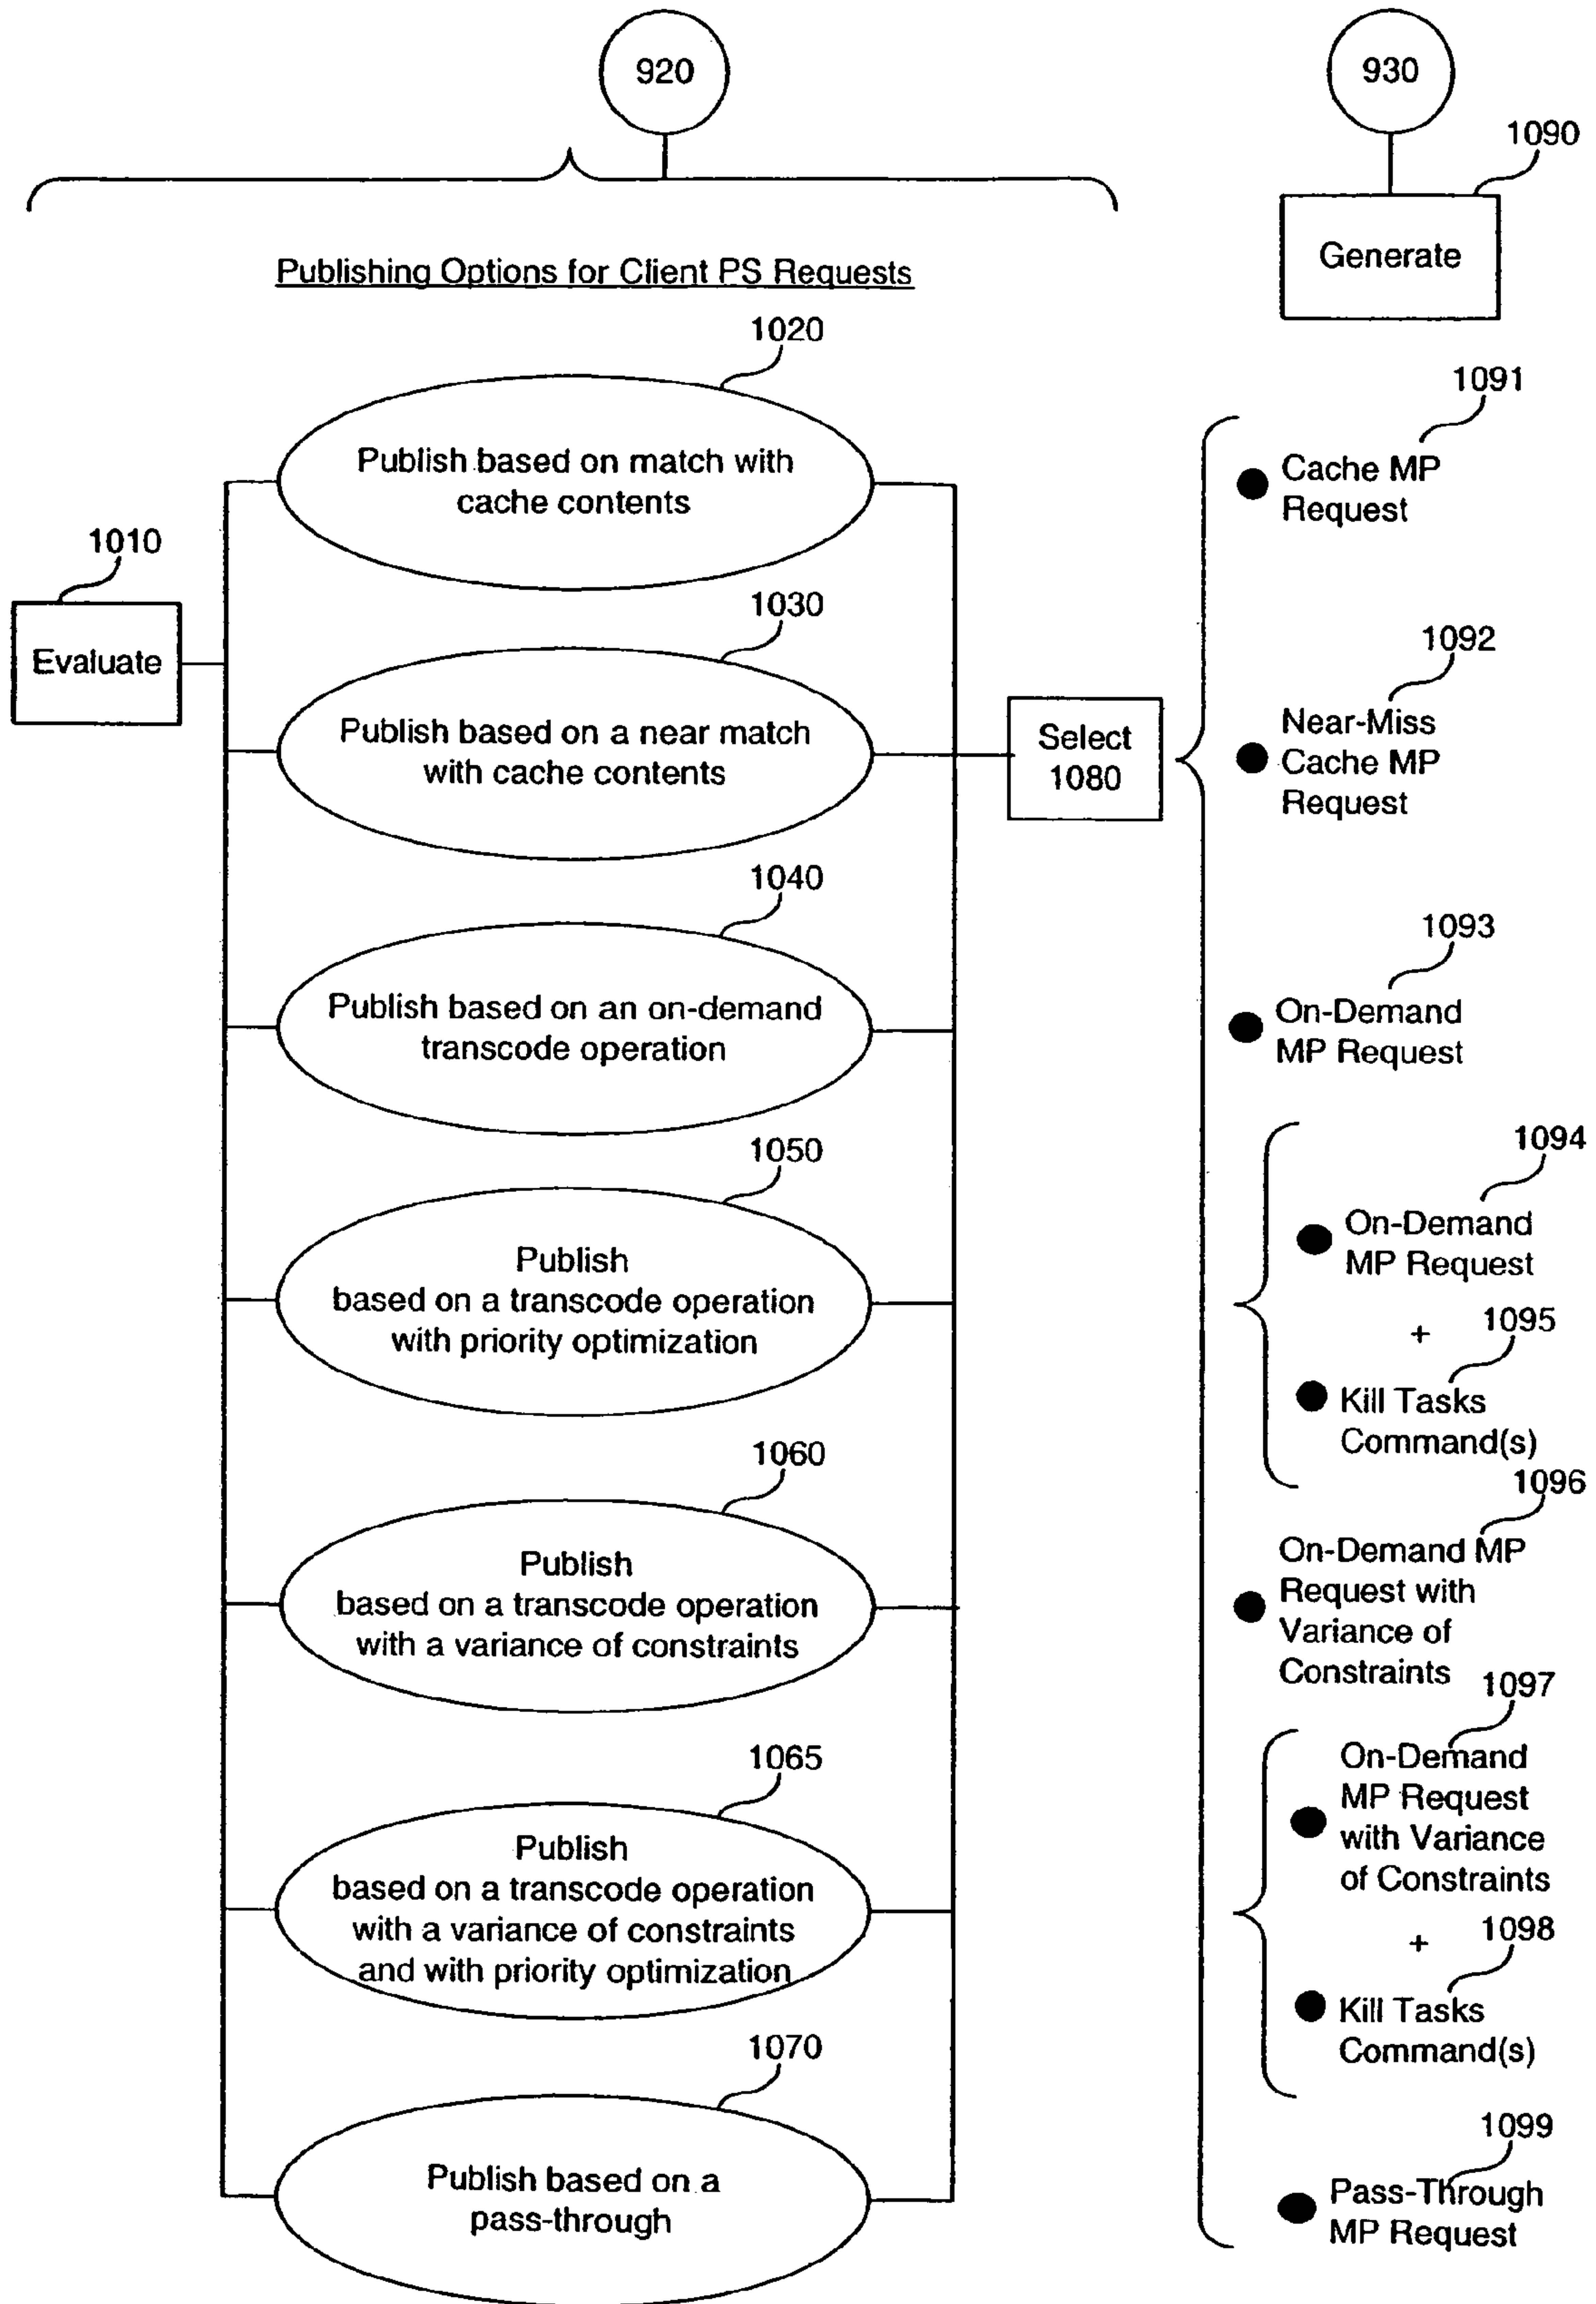 920
930
1090
Generate
Publishing Options for Client PS Requests
1020
Publish based on match with
cache contents
1010
Evaluate
1030
Publish based on a near match
with cache contents
1040
Publish based on an on-demand
transcode operation
1050
Publish
based on a transcode operation
with priority optimization
1060
Publish
based on a transcode operation
with a variance of constraints
1065
Publish
based on a transcode operation
with a variance of constraints
and with priority optimization
1070
Publish based on a
pass-through
Select
1080
1091
Cache MP
Request
1092
Near-Miss
Cache MP
Request
1093
On-Demand
MP Request
1094
On-Demand
MP Request
+
1095
Kill Tasks
Command(s)
1096
On-Demand MP
Request with
Variance of
Constraints
1097
On-Demand
MP Request
with Variance
of Constraints
+
1098
Kill Tasks
Command(s)
1099
Pass-Through
MP Request